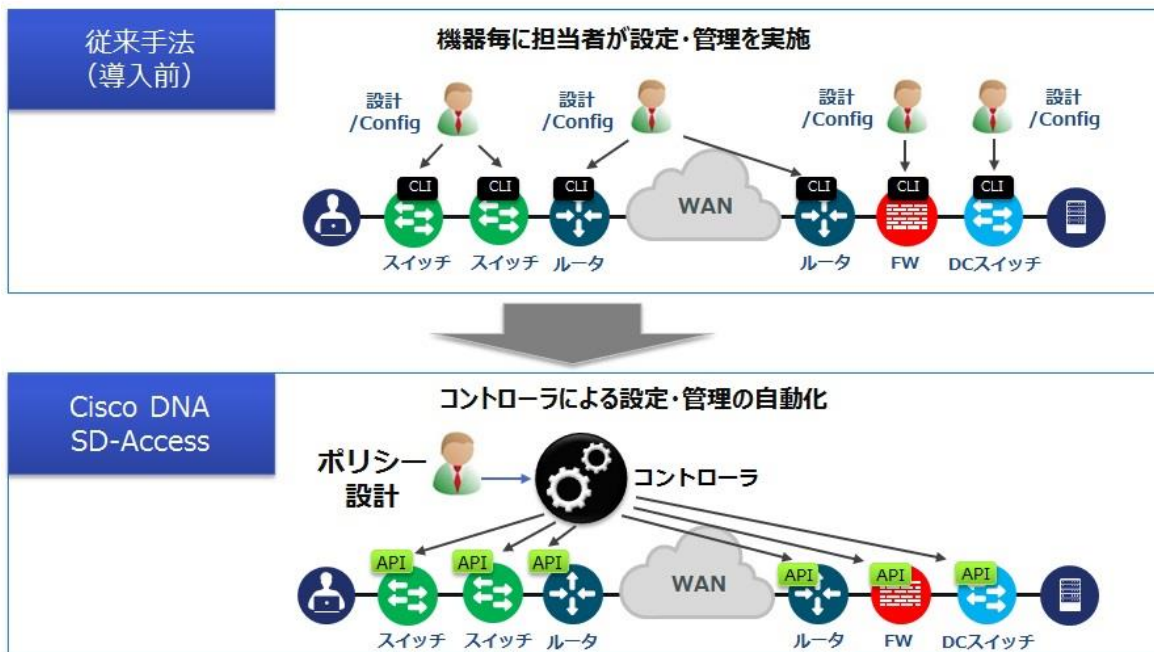 従来手法
(導入前)
機器毎に担当者が設定・管理を実施
設計
/Config
設計
/Config
設計
/Config
設計
/Config
CLI
CLI
CLI
CLI
CLI
CLI
WAN
スイッチ
スイッチ
ルータ
ルータ
FW
DCスイッチ
Cisco DNA
SD-Access
コントローラによる設定・管理の自動化
ポリシー
設計
コントローラ
API
API
API
API
API
API
WAN
スイッチ
スイッチ
ルータ
ルータ
FW
DCスイッチ